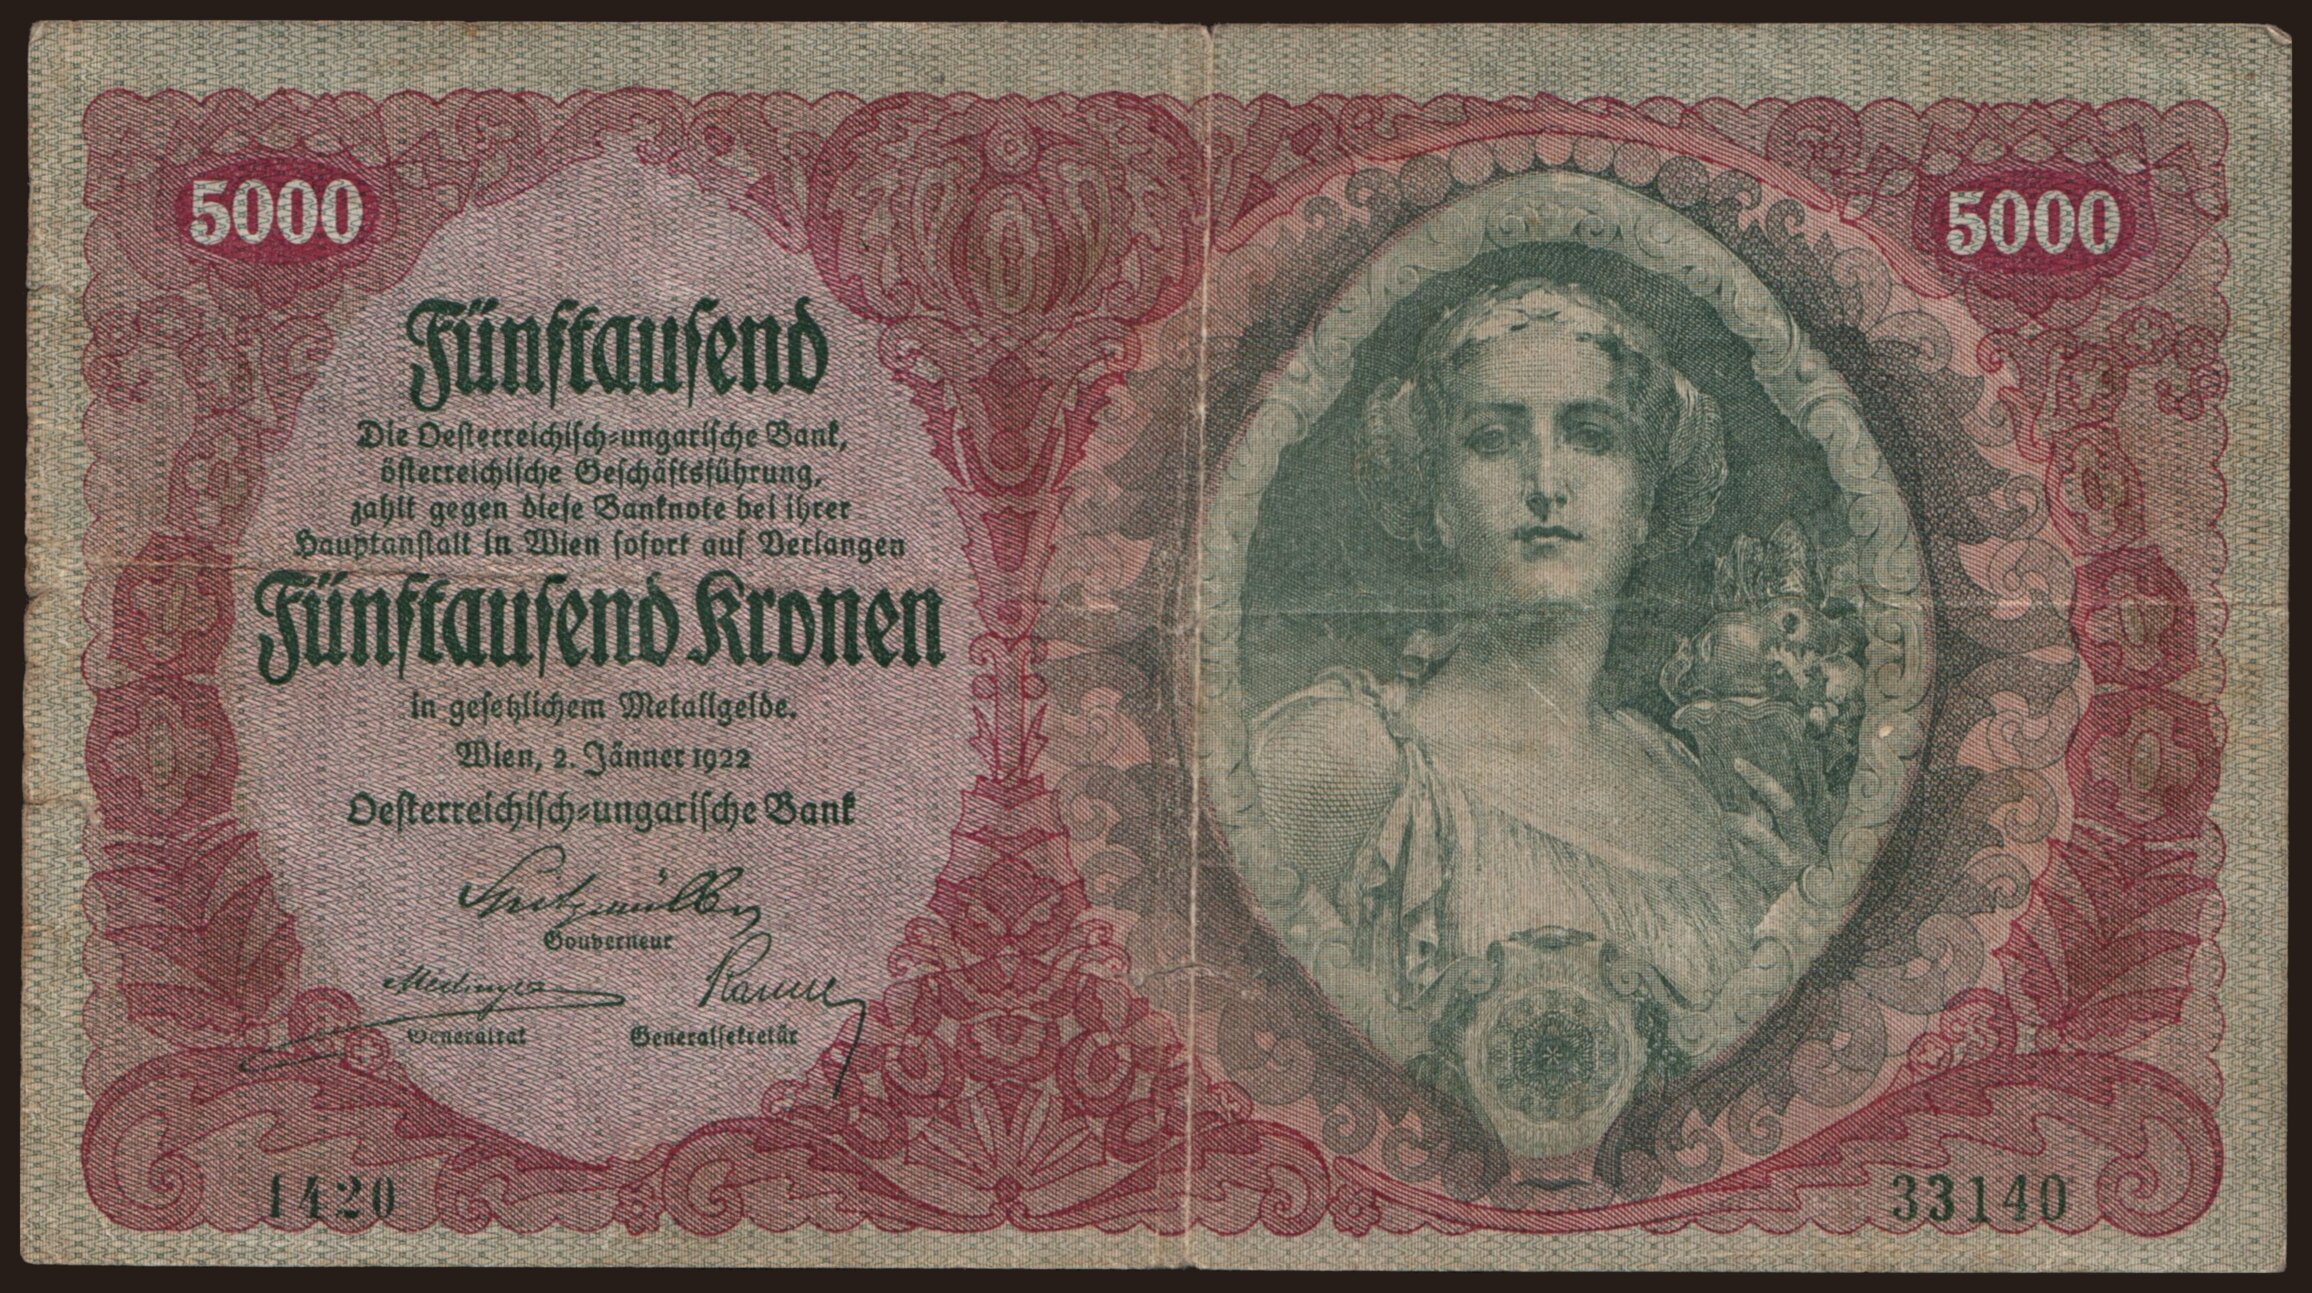 5000
5000
Fünftausend
Die Oesterreichisch-ungarische Bank,
österreichische Geschäftsführung,
zahlt gegen diese Banknote bei ihrer
Hauptanstalt in Wien sofort auf Verlangen
Fünftausend Kronen
in gesetzlichem Metallgelde.
Wien, 2. Jänner 1922
Oesterreichisch-ungarische Bank
Spitzmüller
Gouverneur
Generalrat
Generalsekretär
1420
33140